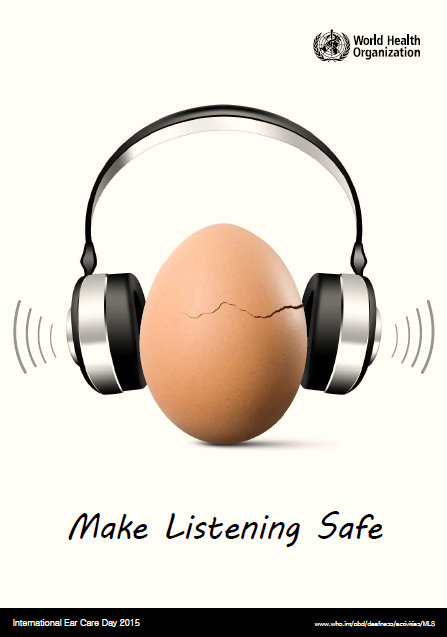 World Health
Organization
Make Listening Safe
International Ear Care Day 2015
www.who.int/pbd/deafness/activities/MLS